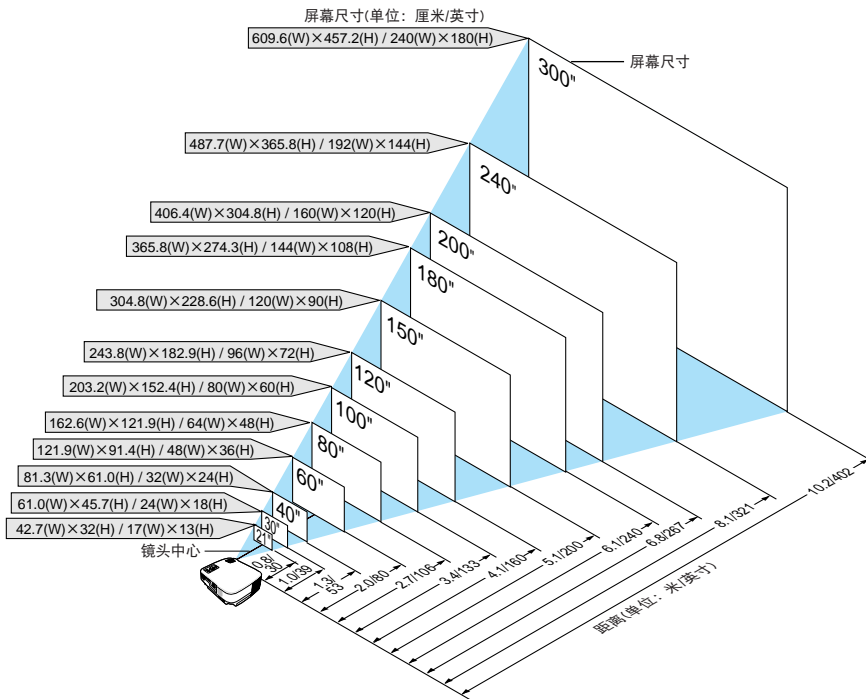 屏幕尺寸(单位：厘米/英寸)
609.6(W)×457.2(H) / 240(W)×180(H)
屏幕尺寸
300"
487.7(W)×365.8(H) / 192(W)×144(H)
240"
406.4(W)×304.8(H) / 160(W)×120(H)
200"
365.8(W)×274.3(H) / 144(W)×108(H)
180"
304.8(W)×228.6(H) / 120(W)×90(H)
150"
243.8(W)×182.9(H) / 96(W)×72(H)
120"
203.2(W)×152.4(H) / 80(W)×60(H)
100"
162.6(W)×121.9(H) / 64(W)×48(H)
80"
121.9(W)×91.4(H) / 48(W)×36(H)
60"
81.3(W)×61.0(H) / 32(W)×24(H)
40"
61.0(W)×45.7(H) / 24(W)×18(H)
30"
42.7(W)×32(H) / 17(W)×13(H)
21"
镜头中心
0.8/
30
1.0/39
1.3/
53
2.0/80
2.7/106
3.4/133
4.1/160
5.1/200
6.1/240
6.8/267
8.1/321
10.2/402
距离(单位：米/英寸)